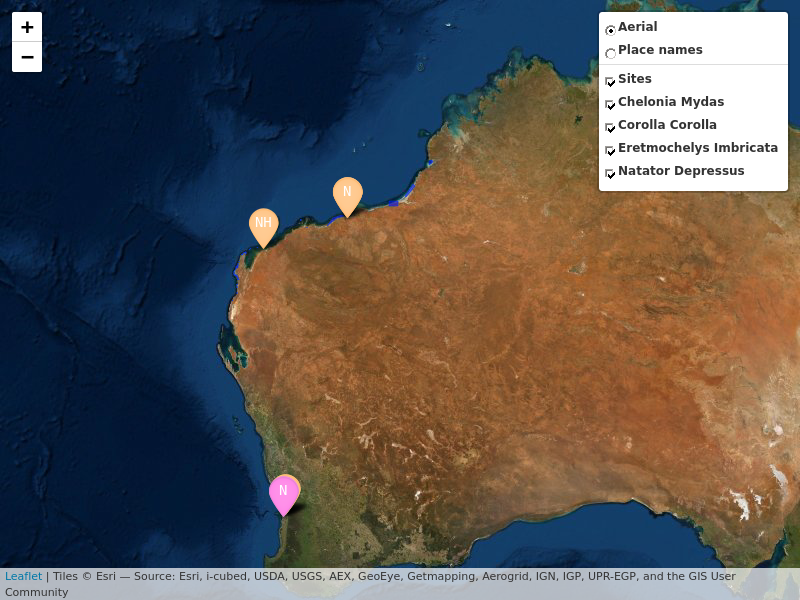 +
−
Aerial
Place names
Sites
Chelonia Mydas
Corolla Corolla
Eretmochelys Imbricata
Natator Depressus
N
NH
N
Leaflet | Tiles © Esri — Source: Esri, i-cubed, USDA, USGS, AEX, GeoEye, Getmapping, Aerogrid, IGN, IGP, UPR-EGP, and the GIS User
Community